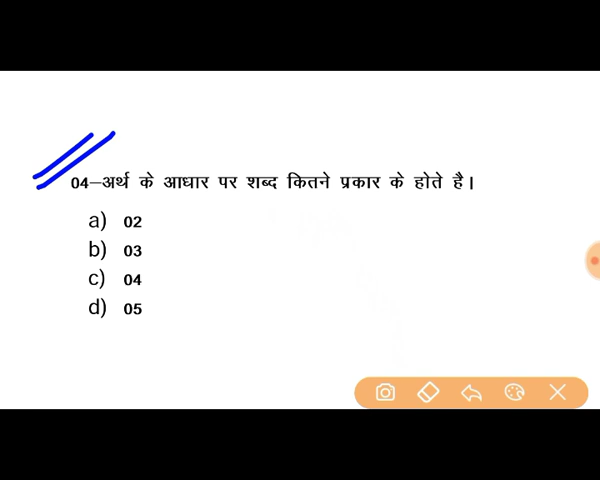 04–अर्थ के आधार पर शब्द कितने प्रकार के होते है।
a) 02
b) 03
c) 04
d) 05